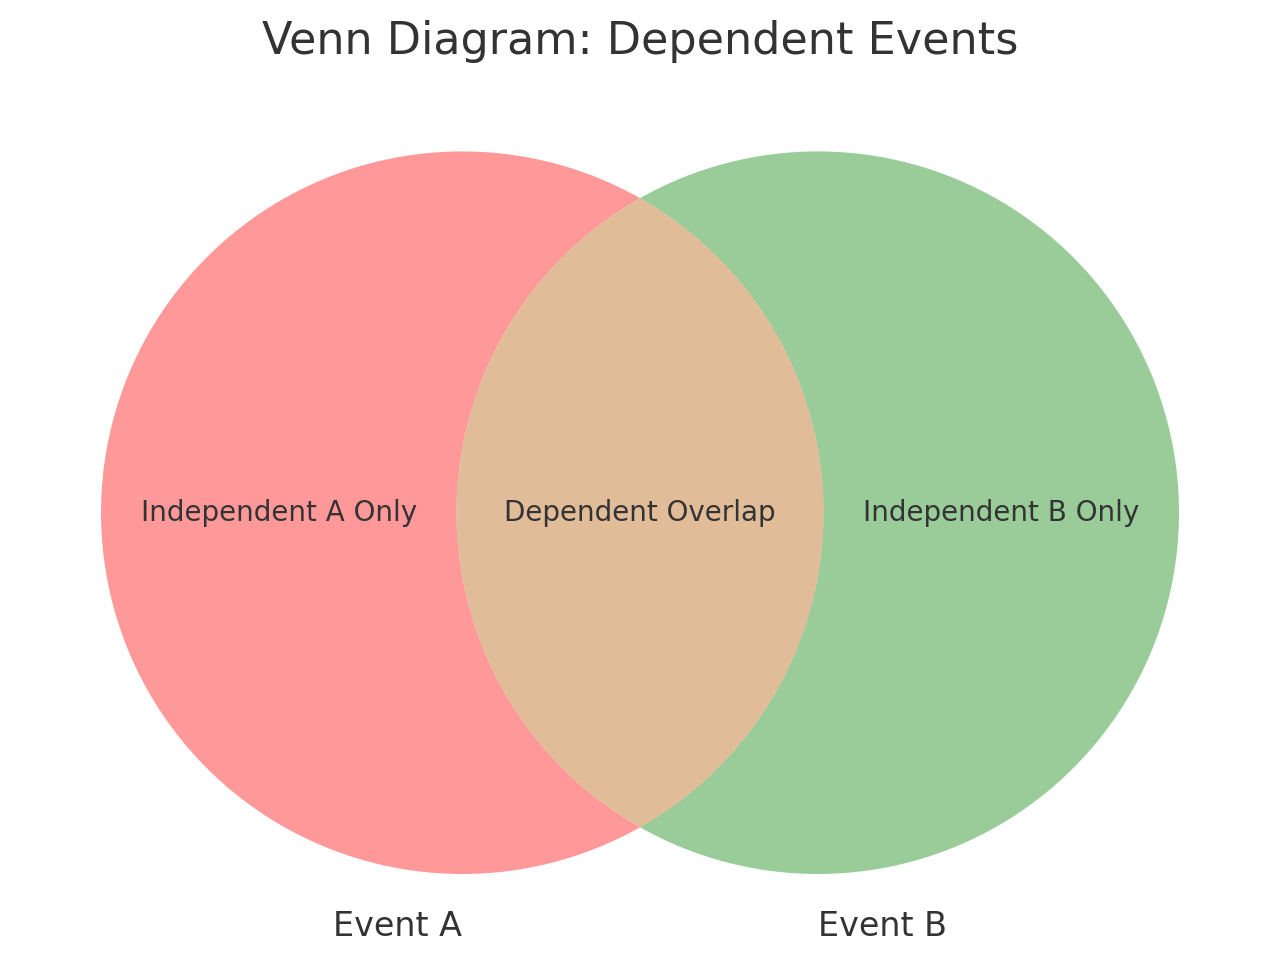 Venn Diagram: Dependent Events
Independent A Only
Dependent Overlap
Independent B Only
Event A
Event B